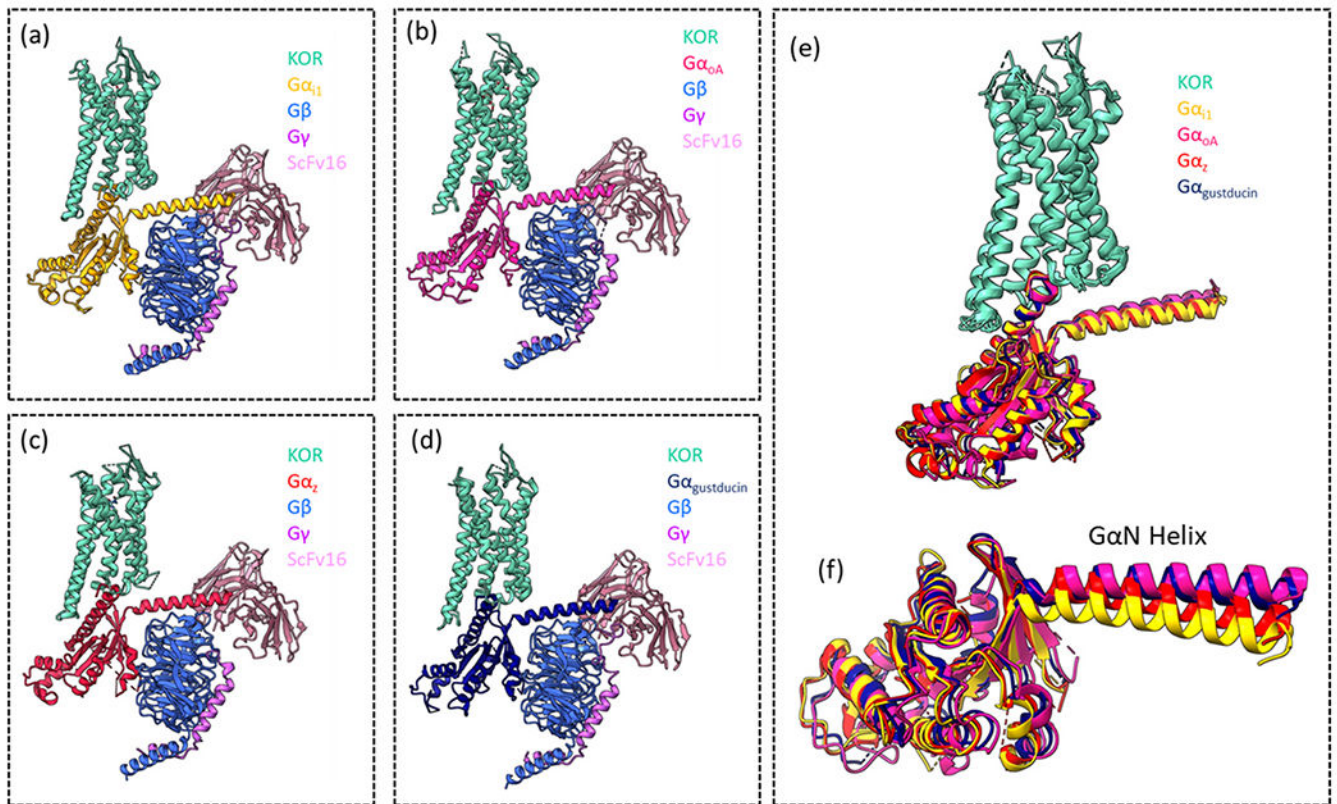 (a)
KOR
Gαi1
Gβ
Gγ
ScFv16
(b)
KOR
GαoA
Gβ
Gγ
ScFv16
(c)
KOR
Gαz
Gβ
Gγ
ScFv16
(d)
KOR
Gαgustducin
Gβ
Gγ
ScFv16
(e)
KOR
Gαi1
GαoA
Gαz
Gαgustducin
(f)
GαN Helix